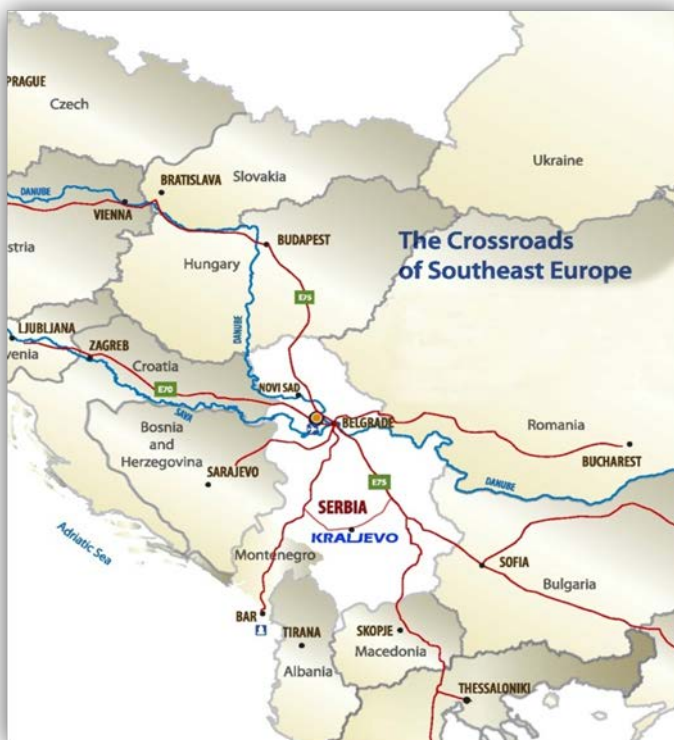 PRAGUE
Czech
Ukraine
BRATISLAVA
Slovakia
DANUBE
VIENNA
stria
BUDAPEST
The Crossroads
of Southeast Europe
Hungary
E75
DANUBE
LJUBLJANA
venia
ZAGREB
Croatia
E70
NOVI SAD
SAVA
BELGRADE
Bosnia
and
Herzegovina
Romania
BUCHAREST
SARAJEVO
E75
DANUBE
SERBIA
KRALJEVO
Adriatic Sea
Montenegro
SOFIA
Bulgaria
BAR
TIRANA
SKOPJE
Macedonia
Albania
THESSALONIKI